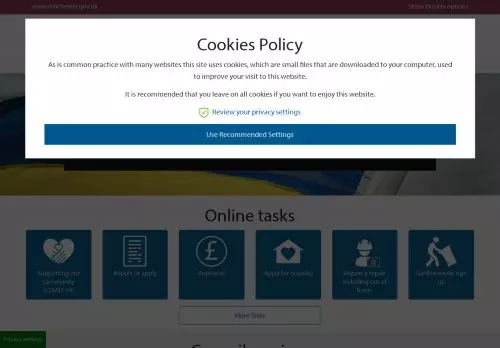 www.winchester.gov.uk
Show Display options
Cookies Policy
As is common practice with many websites this site uses cookies, which are small files that are downloaded to your computer, used
to improve your visit to this website.
It is recommended that you leave on all cookies if you want to enjoy this website.
Review your privacy settings
Use Recommended Settings
Online tasks
Supporting our
community
(COVID-19)
Report or apply
Payments
Apply for housing
Report a repair
including out of
hours
Garden waste sign
up
More Tasks
Privacy settings